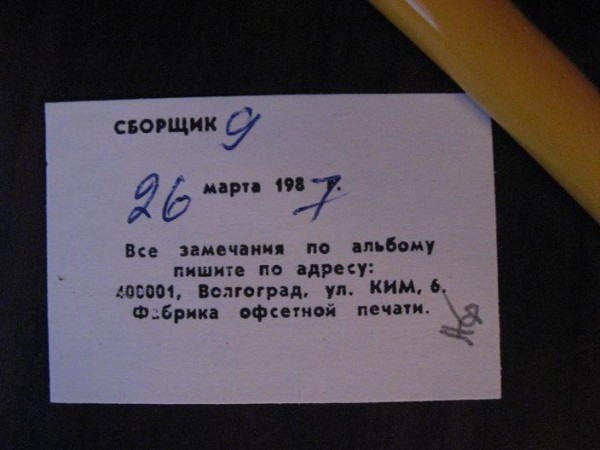 СБОРЩИК 9
26 марта 1987 г.
Все замечания по альбому
пишите по адресу:
400001, Волгоград, ул. КИМ, 6.
Фабрика офсетной печати.